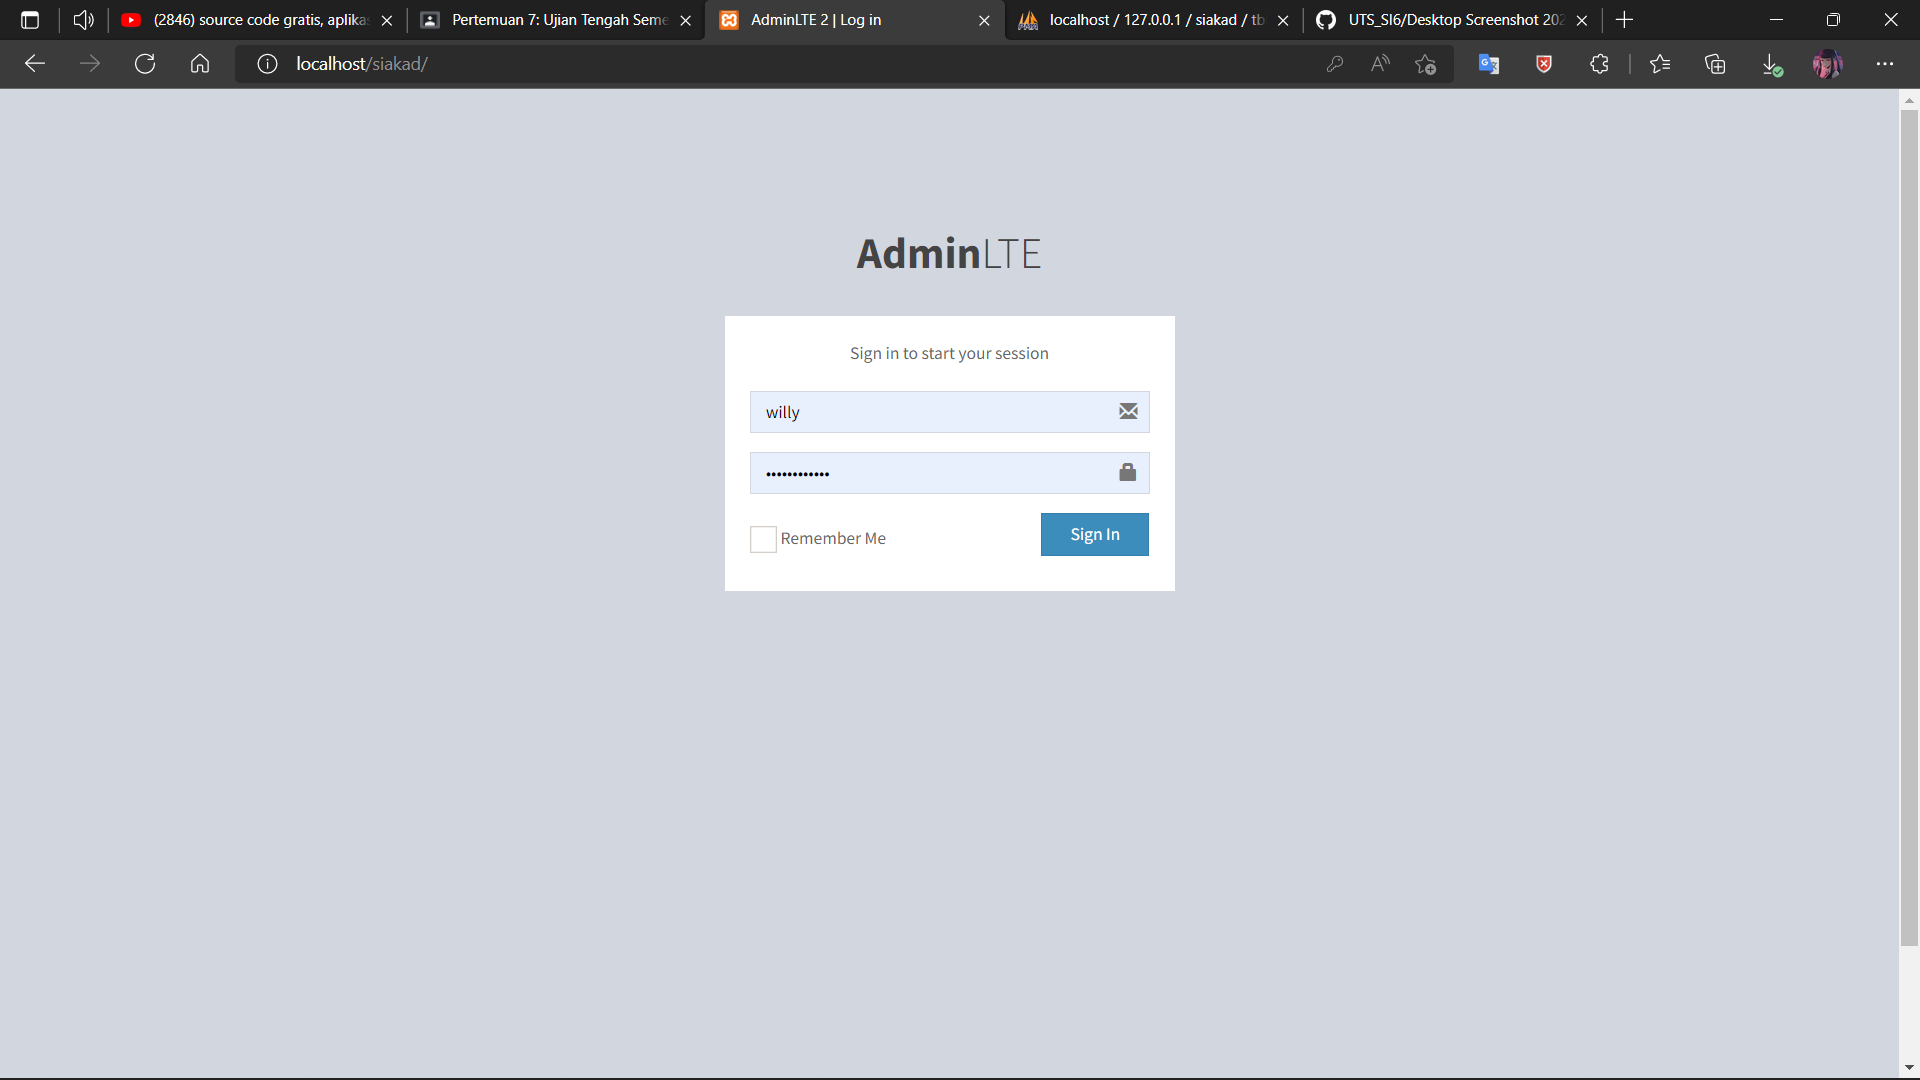 (2846) source code gratis, aplika
Pertemuan 7: Ujian Tengah Seme
AdminLTE 2 | Log in
localhost / 127.0.0.1 / siakad / tb
UTS_SI6/Desktop Screenshot 202
localhost/siakad/
AdminLTE
Sign in to start your session
willy
••••••••••••
Remember Me
Sign In